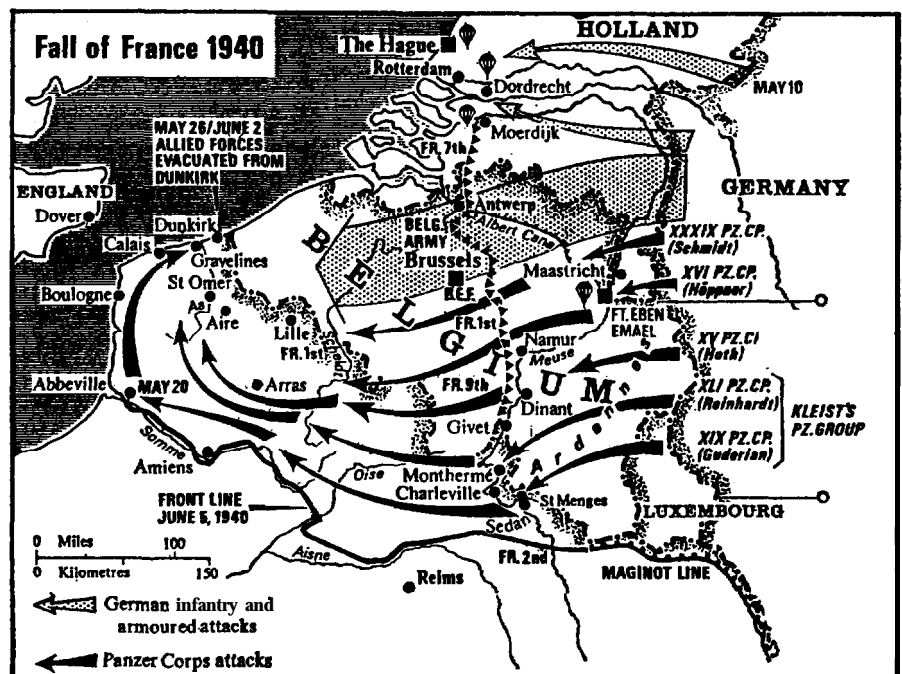 Fall of France 1940
HOLLAND
The Hague
Rotterdam
Dordrecht
MAY 10
Moerdijk
FR. 7th
MAY 26/JUNE 2
ALLIED FORCES
EVACUATED FROM
DUNKIRK
ENGLAND
Dover
GERMANY
Antwerp
Albert Canal
BELG.
ARMY
Brussels
B.E.F.
BELGIUM
Dunkirk
Calais
Gravelines
St Omer
Boulogne
Aa
Aire
Lille
FR. 1st
Scheldt
Maastricht
XXXIX PZ.CP.
(Schmidt)
XVI PZ.CP.
(Höppner)
FT. EBEN
EMAEL
FR. 1st
Namur
Meuse
XV PZ.CP
(Hoth)
Abbeville
MAY 20
Arras
FR. 9th
Dinant
Givet
Ardennes
XLI PZ.CP.
(Reinhardt)
XIX PZ.CP.
(Guderian)
KLEIST'S
PZ.GROUP
Somme
Amiens
Oise
Montherme
Charleville
St Menges
Sedan
LUXEMBOURG
FRONT LINE
JUNE 5, 1940
Aisne
FR. 2nd
MAGINOT LINE
Reims
0 Miles 100
0 Kilometres 150
German infantry and
armoured attacks
Panzer Corps attacks